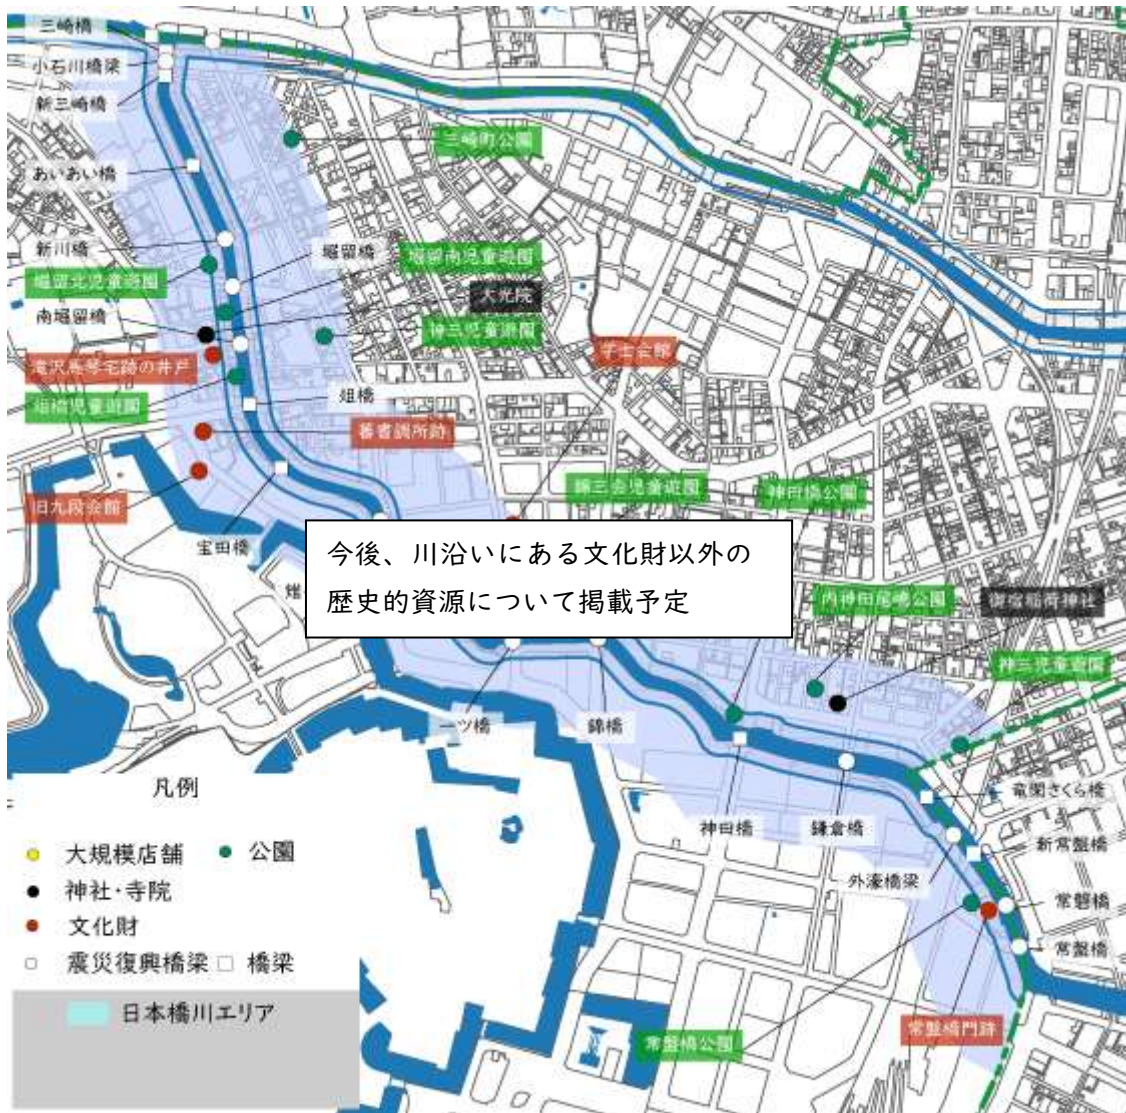 三崎橋
小石川橋梁
新三崎橋
三崎町公園
あいあい橋
新川橋
堀留橋
堀留南児童遊園
堀留北児童遊園
大光院
南堀留橋
神三児童遊園
学士会館
滝沢馬琴宅跡の井戸
俎橋児童遊園
俎橋
蕃書調所跡
旧九段会館
錦三会児童遊園
神田橋公園
宝田橋
今後、川沿いにある文化財以外の
歴史的資源について掲載予定
内神田尾嶋公園
御宿稲荷神社
神三児童遊園
一ツ橋
錦橋
凡例
竜閑さくら橋
神田橋
鎌倉橋
新常盤橋
大規模店舗
公園
外濠橋梁
神社・寺院
常磐橋
文化財
常盤橋
震災復興橋梁
橋梁
日本橋川エリア
常盤橋公園
常盤橋門跡